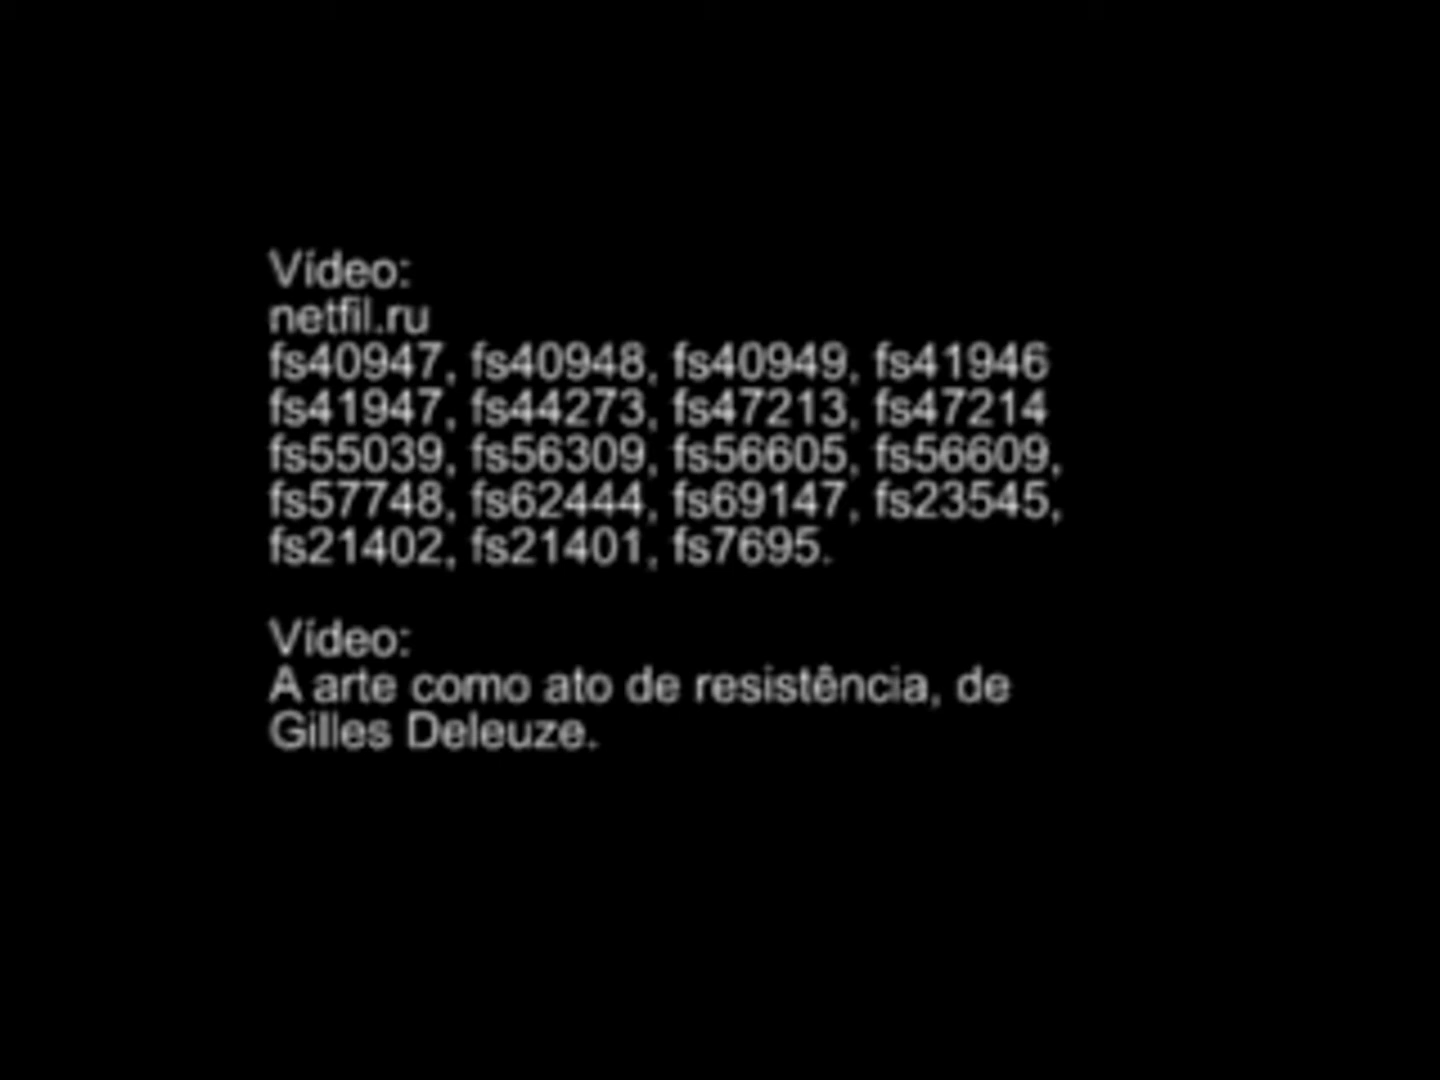 Vídeo:
netfil.ru
fs40947, fs40948, fs40949, fs41946
fs41947, fs44273, fs47213, fs47214
fs55039, fs56309, fs56605, fs56609,
fs57748, fs62444, fs69147, fs23545,
fs21402, fs21401, fs7695.
Vídeo:
A arte como ato de resistência, de
Gilles Deleuze.